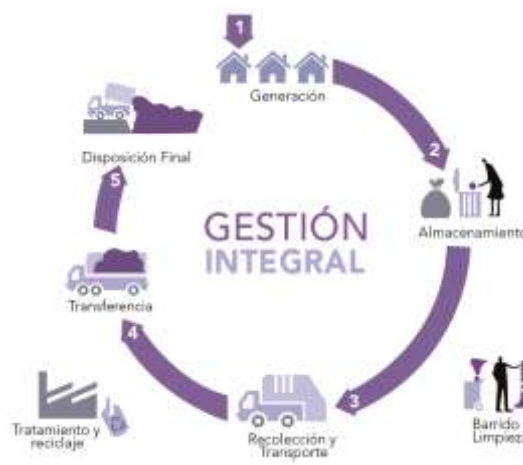 1
Generación
2
Almacenamiento
Disposición Final
5
GESTIÓN
INTEGRAL
Transferencia
4
3
Tratamiento y
reciclaje
Recolección y
Transporte
Barrido
Limpiez